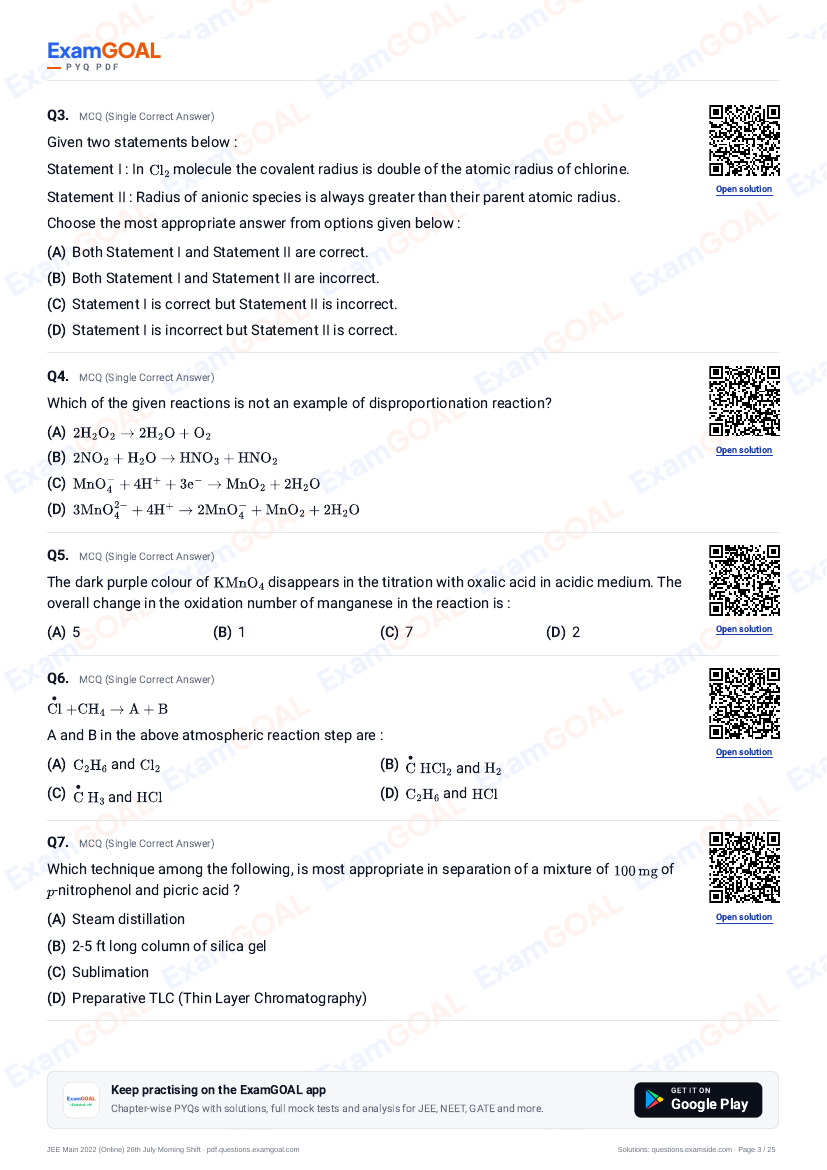 ExamGOAL
PYQ PDF
Q3. MCQ (Single Correct Answer)
Given two statements below :
Statement I : In Cl₂ molecule the covalent radius is double of the atomic radius of chlorine.
Statement II : Radius of anionic species is always greater than their parent atomic radius.
Choose the most appropriate answer from options given below :
(A) Both Statement I and Statement II are correct.
(B) Both Statement I and Statement II are incorrect.
(C) Statement I is correct but Statement II is incorrect.
(D) Statement I is incorrect but Statement II is correct.
Open solution
Q4. MCQ (Single Correct Answer)
Which of the given reactions is not an example of disproportionation reaction?
(A) 2H₂O₂ → 2H₂O + O₂
(B) 2NO₂ + H₂O → HNO₃ + HNO₂
(C) MnO₄⁻ + 4H⁺ + 3e⁻ → MnO₂ + 2H₂O
(D) 3MnO₄²⁻ + 4H⁺ → 2MnO₄⁻ + MnO₂ + 2H₂O
Open solution
Q5. MCQ (Single Correct Answer)
The dark purple colour of KMnO₄ disappears in the titration with oxalic acid in acidic medium. The
overall change in the oxidation number of manganese in the reaction is :
(A) 5 (B) 1 (C) 7 (D) 2
Open solution
Q6. MCQ (Single Correct Answer)
Ċl +CH₄ → A + B
A and B in the above atmospheric reaction step are :
(A) C₂H₆ and Cl₂ (B) Ċ HCl₂ and H₂
(C) Ċ H₃ and HCl (D) C₂H₆ and HCl
Open solution
Q7. MCQ (Single Correct Answer)
Which technique among the following, is most appropriate in separation of a mixture of 100 mg of
p-nitrophenol and picric acid ?
(A) Steam distillation
(B) 2-5 ft long column of silica gel
(C) Sublimation
(D) Preparative TLC (Thin Layer Chromatography)
Open solution
Keep practising on the ExamGOAL app
Chapter-wise PYQs with solutions, full mock tests and analysis for JEE, NEET, GATE and more.
GET IT ON
Google Play
JEE Main 2022 (Online) 26th July Morning Shift · pdf.questions.examgoal.com
Solutions: questions.examside.com · Page 3 / 25